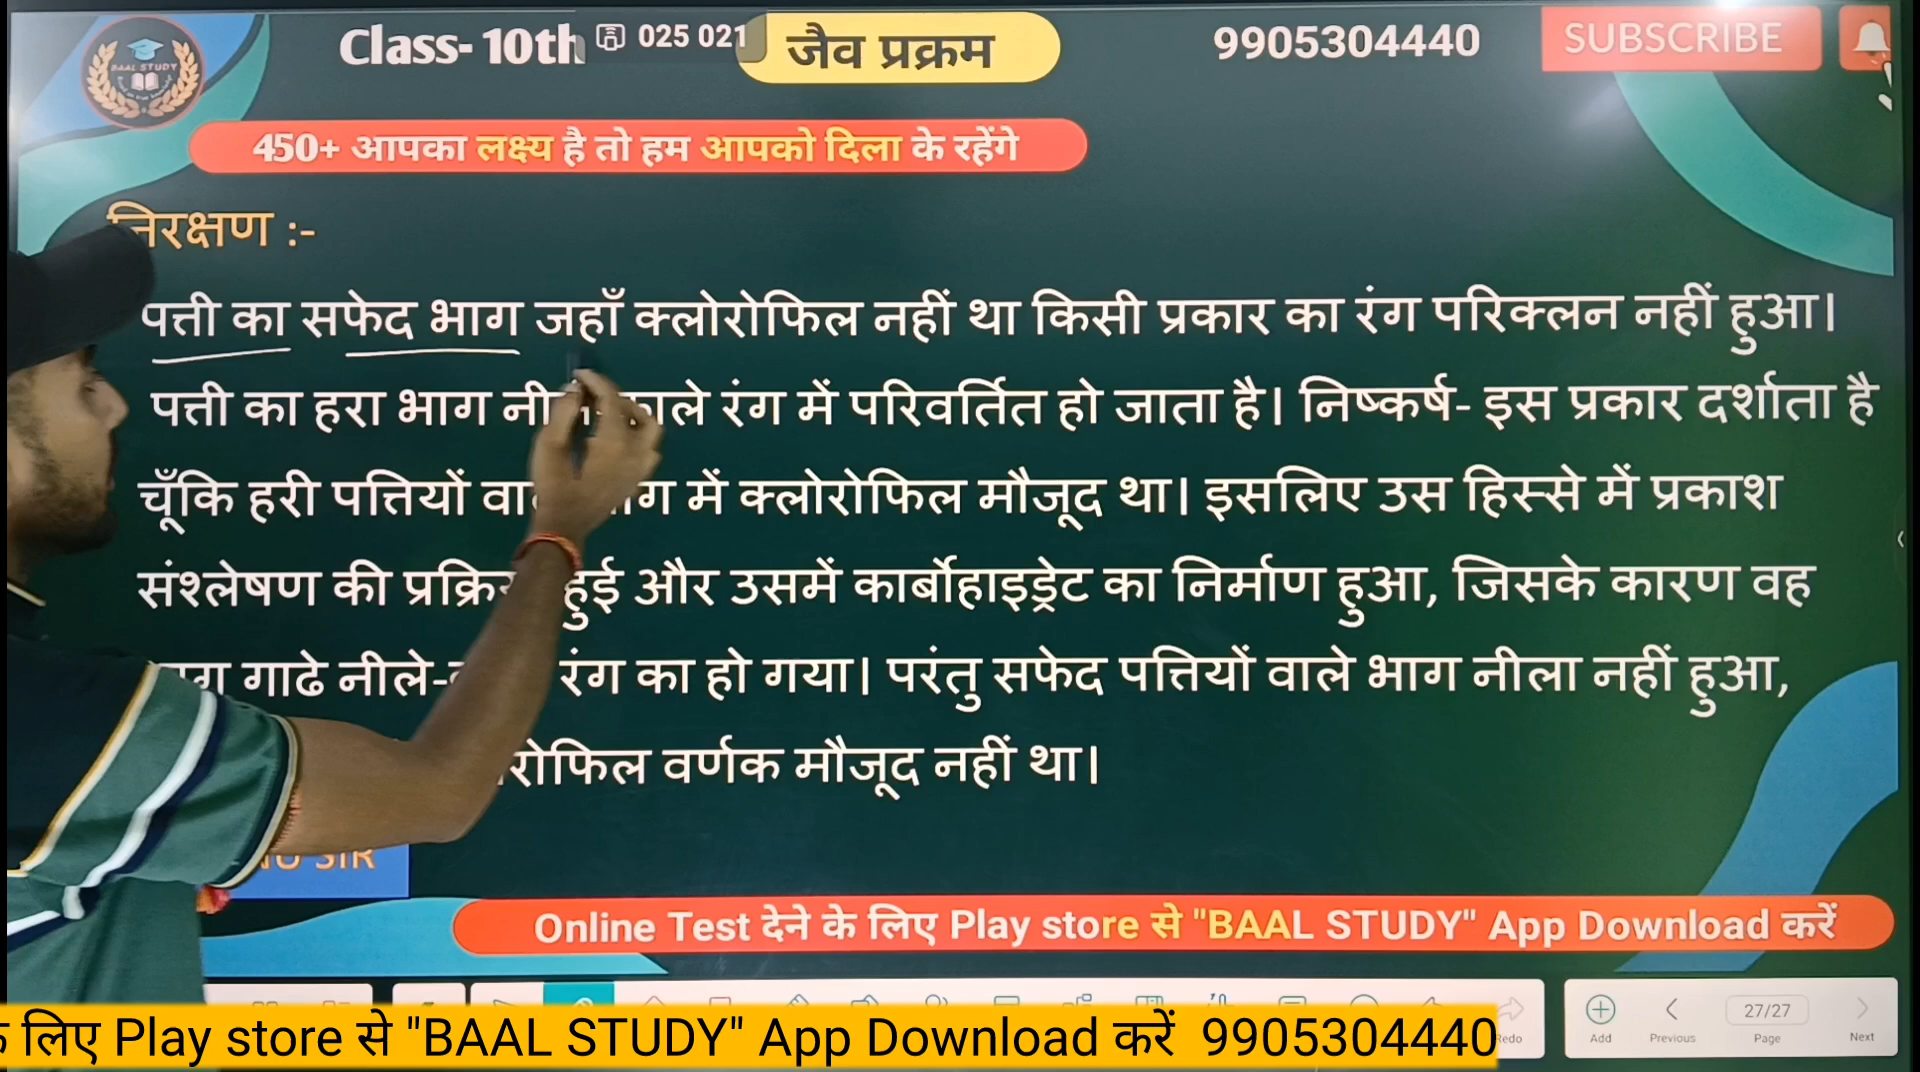 BAAL STUDY
Class- 10th
025 021
जैव प्रक्रम
9905304440
SUBSCRIBE
450+ आपका लक्ष्य है तो हम आपको दिला के रहेंगे
निरक्षण :-
पत्ती का सफेद भाग जहाँ क्लोरोफिल नहीं था किसी प्रकार का रंग परिक्लन नहीं हुआ।
पत्ती का हरा भाग रंग में परिवर्तित हो जाता है। निष्कर्ष- इस प्रकार दर्शाता है
चूँकि हरी पत्तियों में क्लोरोफिल मौजूद था। इसलिए उस हिस्से में प्रकाश
संश्लेषण की हुई और उसमें कार्बोहाइड्रेट का निर्माण हुआ, जिसके कारण वह
गाढे नीले- रंग का हो गया। परंतु सफेद पत्तियों वाले भाग नीला नहीं हुआ,
वर्णक मौजूद नहीं था।
SIR
Online Test देने के लिए Play store से "BAAL STUDY" App Download करें
Add
Previous
27/27
Page
Next
लिए Play store से "BAAL STUDY" App Download करें 9905304440